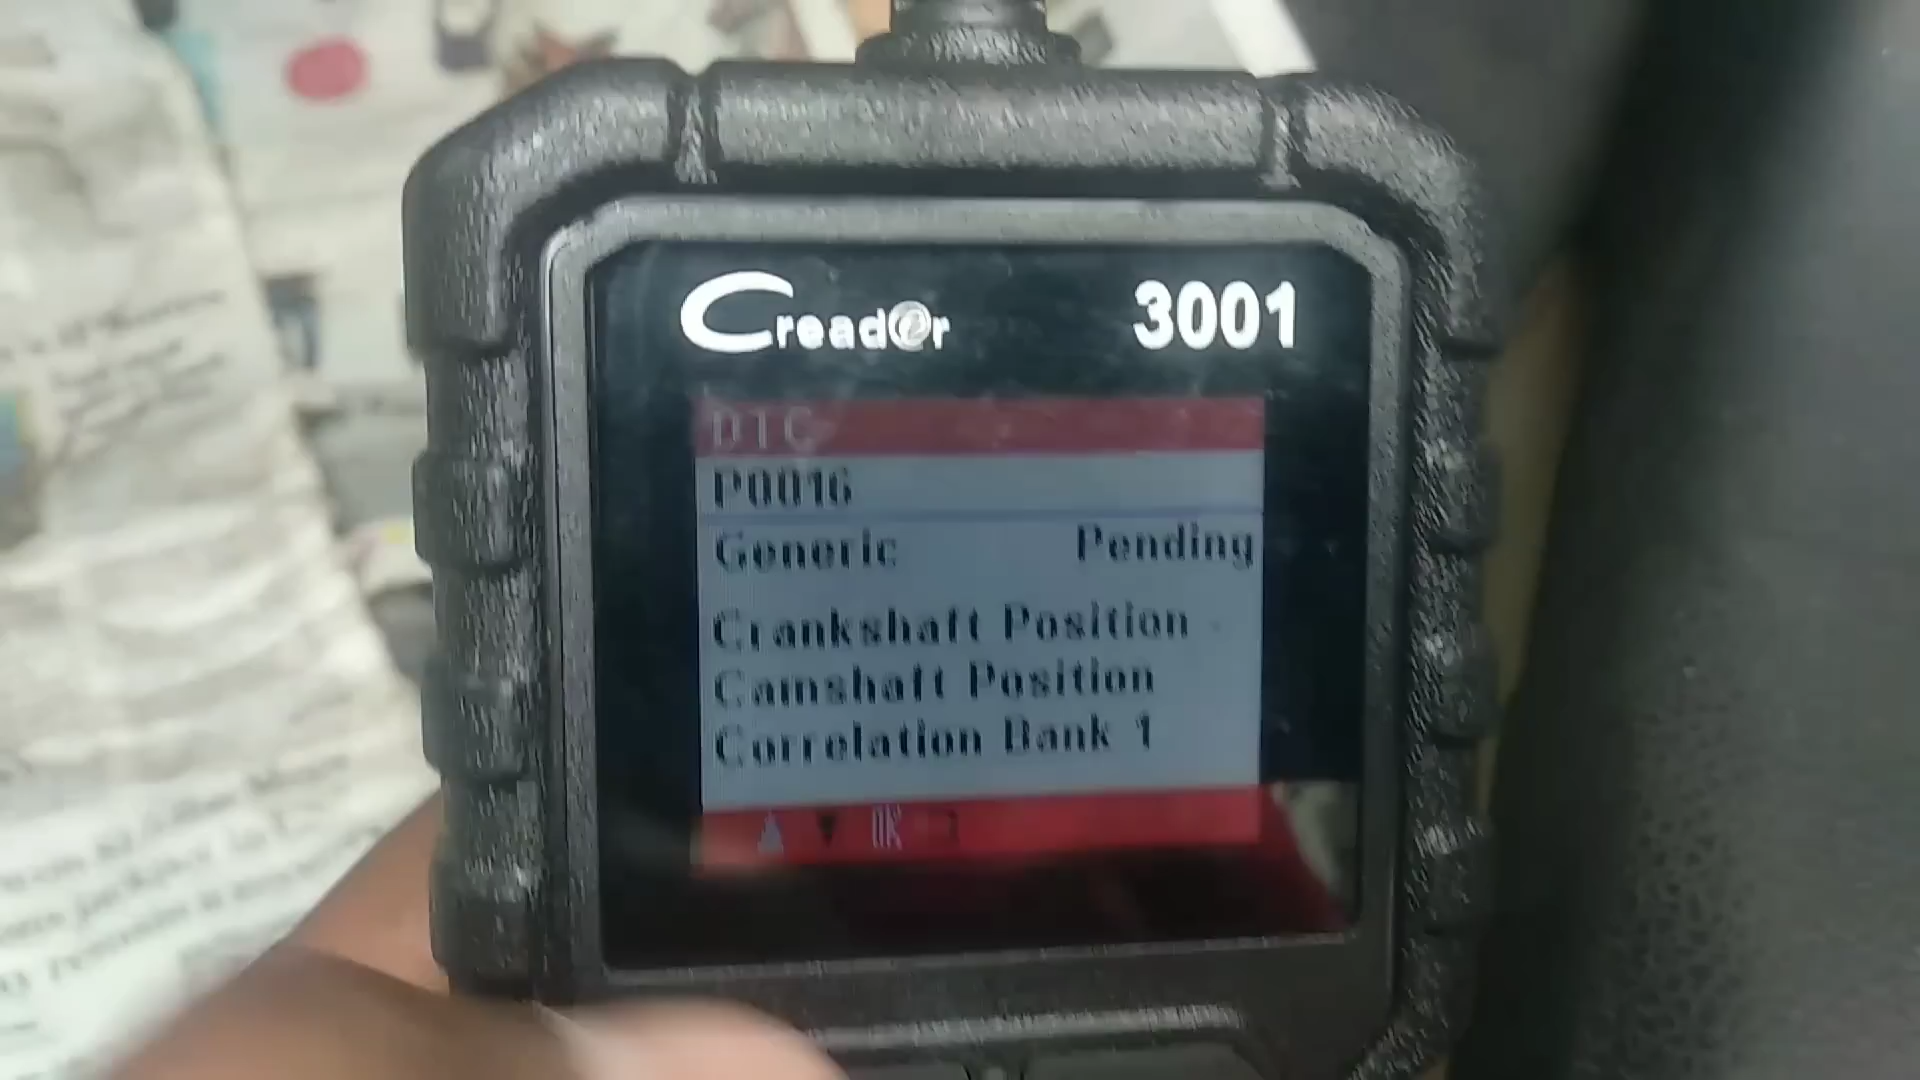 Creader 3001
DTC
P0016
Generic Pending
Crankshaft Position -
Camshaft Position
Correlation Bank 1
OK